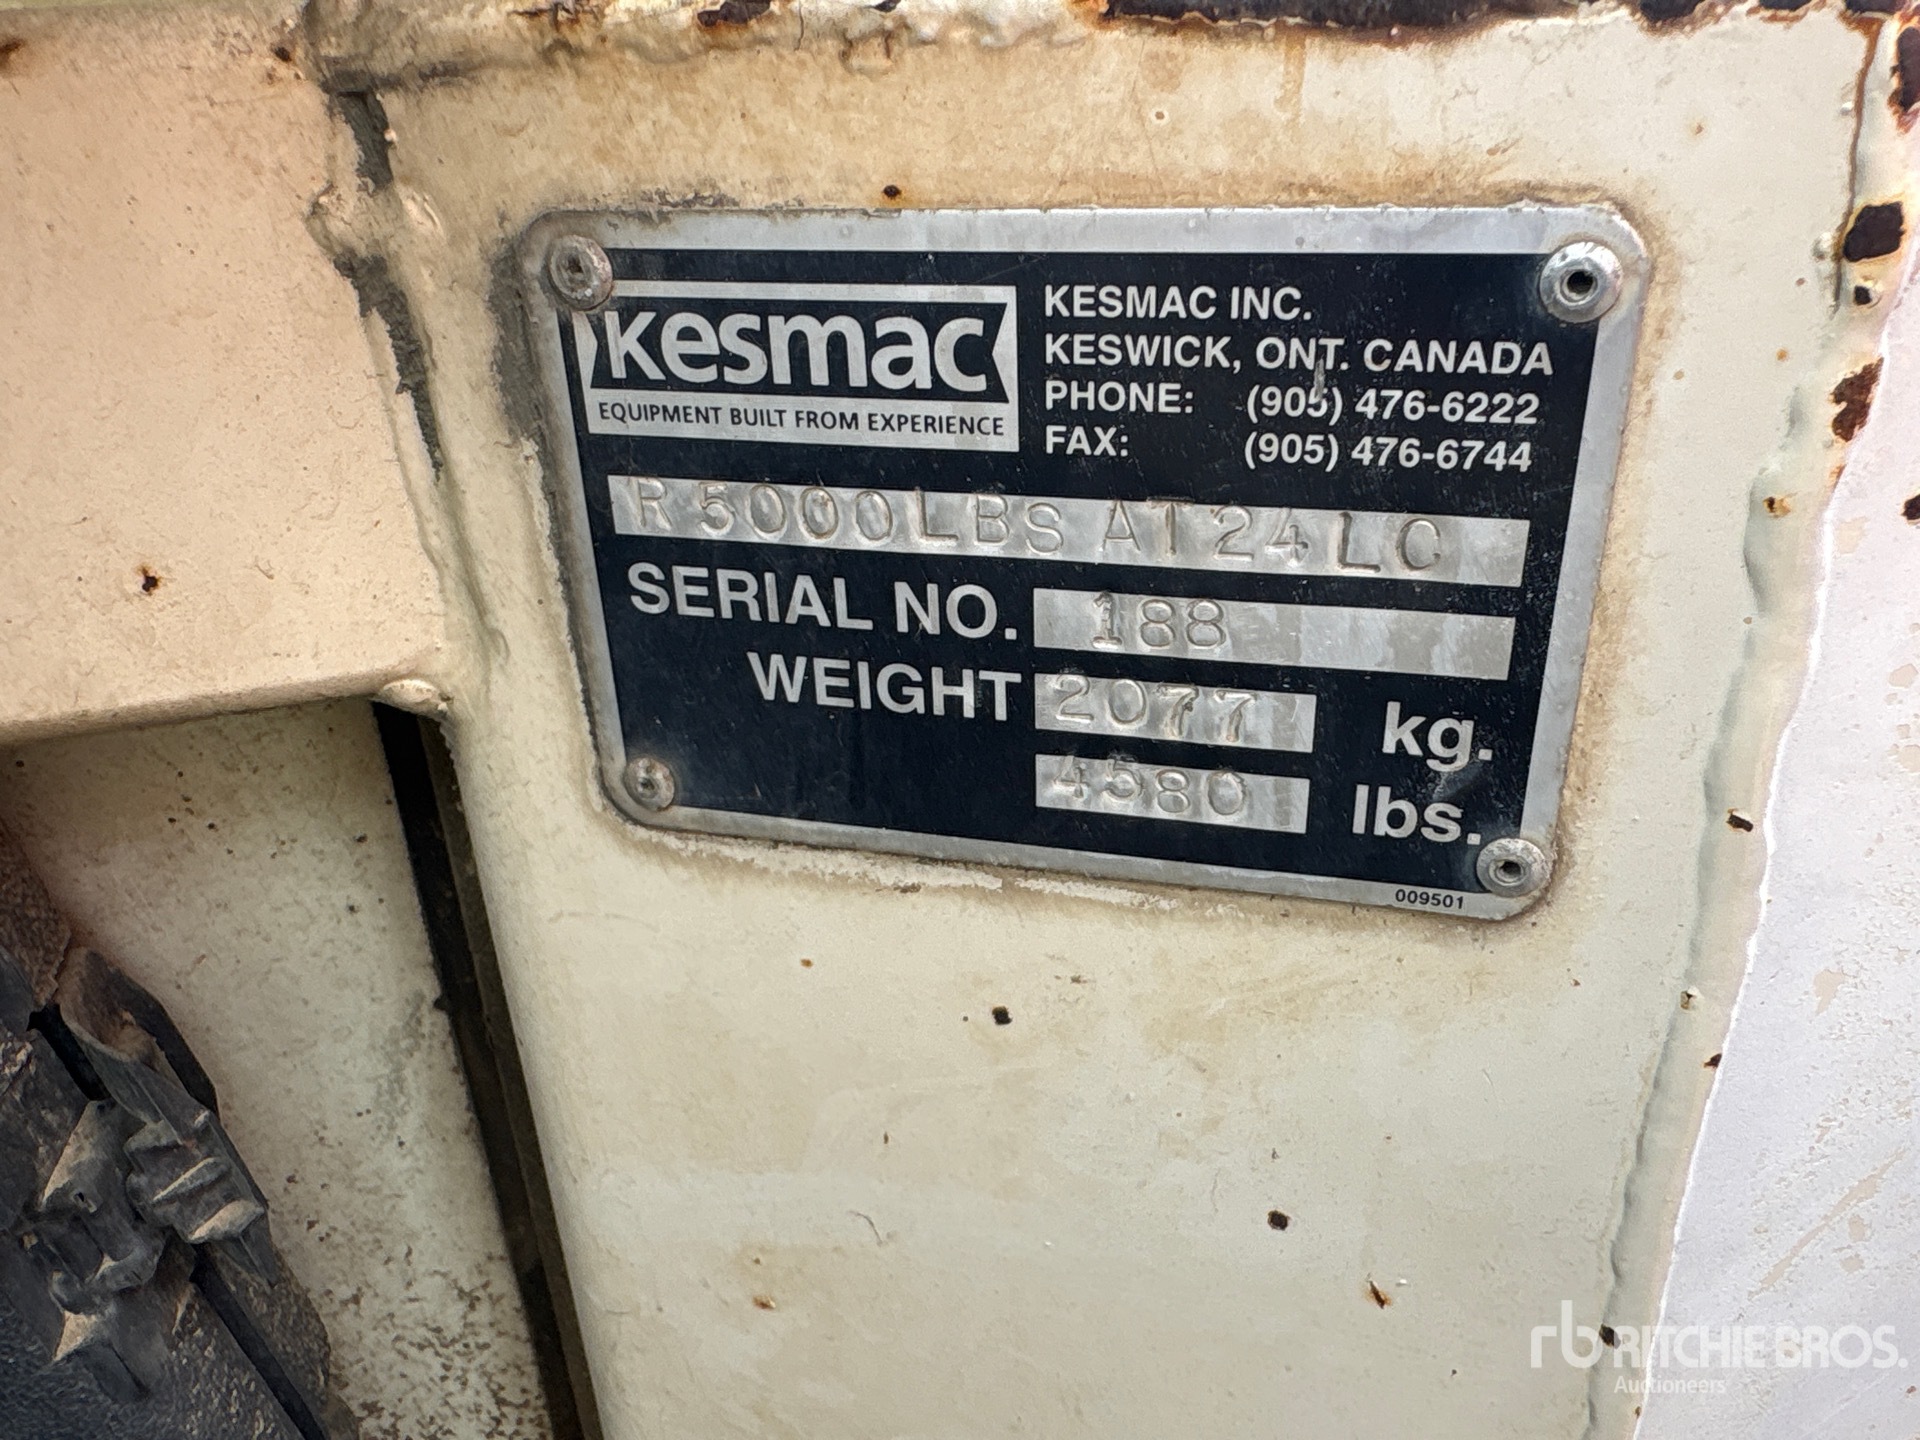 Kesmac
EQUIPMENT BUILT FROM EXPERIENCE
KESMAC INC.
KESWICK, ONT. CANADA
PHONE: (905) 476-6222
FAX: (905) 476-6744
R 5000LBS AT24LC
SERIAL NO. 188
WEIGHT 2077 kg.
4580 lbs.
009501
rb RITCHIE BROS.
Auctioneers